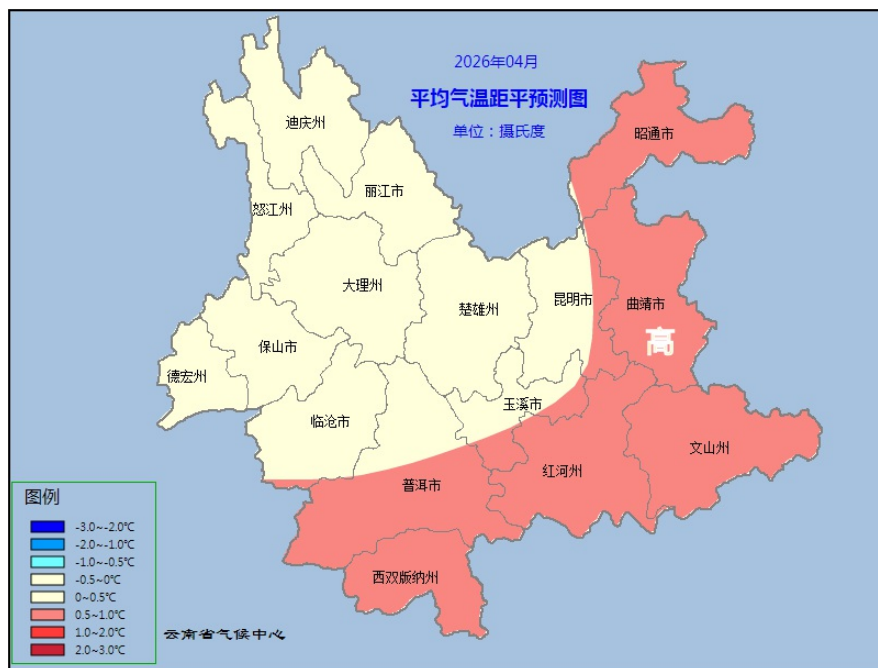 2026年04月
平均气温距平预测图
单位：摄氏度
昭通市
迪庆州
丽江市
怒江州
大理州
楚雄州
昆明市
曲靖市
高
保山市
德宏州
临沧市
玉溪市
文山州
红河州
普洱市
西双版纳州
图例
-3.0~-2.0℃
-2.0~-1.0℃
-1.0~-0.5℃
-0.5~0℃
0~0.5℃
0.5~1.0℃
1.0~2.0℃
2.0~3.0℃
云南省气候中心